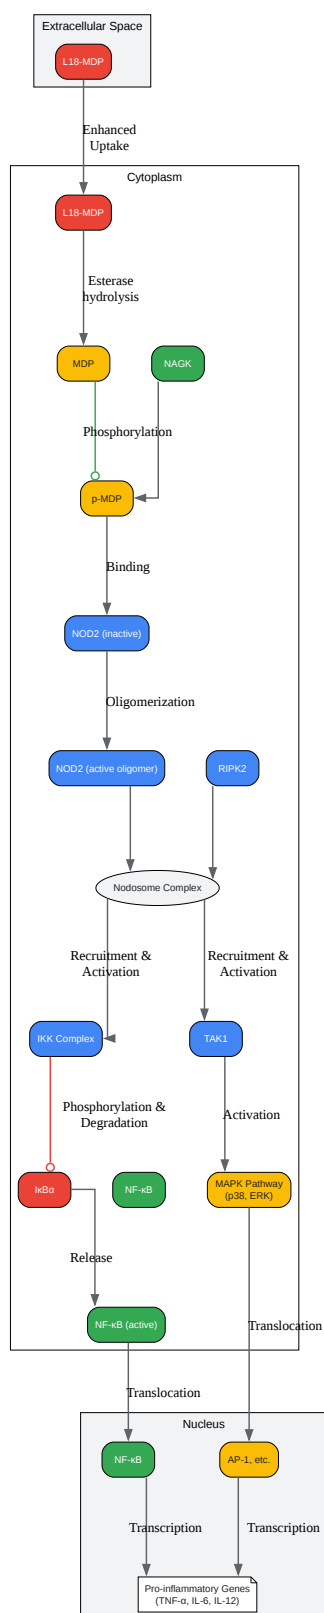 Extracellular Space
L18-MDP
Enhanced
Uptake
Cytoplasm
L18-MDP
Esterase
hydrolysis
MDP
NAGK
Phosphorylation
p-MDP
Binding
NOD2 (inactive)
Oligomerization
NOD2 (active oligomer)
RIPK2
Nodosome Complex
Recruitment &
Activation
Recruitment &
Activation
IKK Complex
TAK1
Phosphorylation &
Degradation
Activation
IκBα
NF-κB
MAPK Pathway
(p38, ERK)
Release
NF-κB (active)
Translocation
Translocation
Nucleus
NF-κB
AP-1, etc.
Transcription
Transcription
Pro-inflammatory Genes
(TNF-α, IL-6, IL-12)